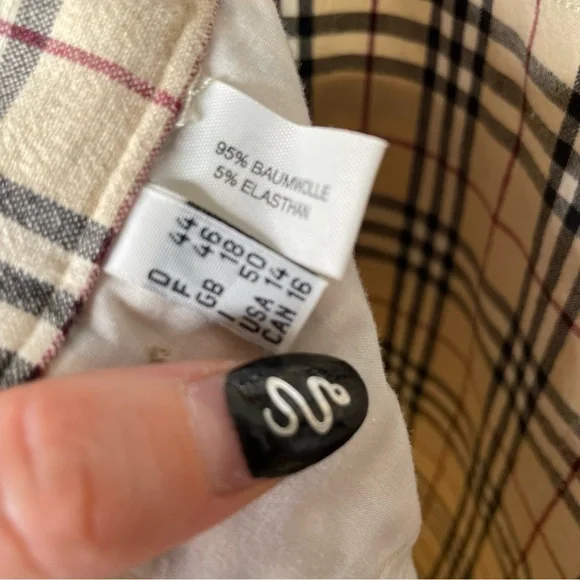 95% BAUMWOLLE
5% ELASTHAN
D 44
F 46
GB 18
I 50
USA 14
CAN 16